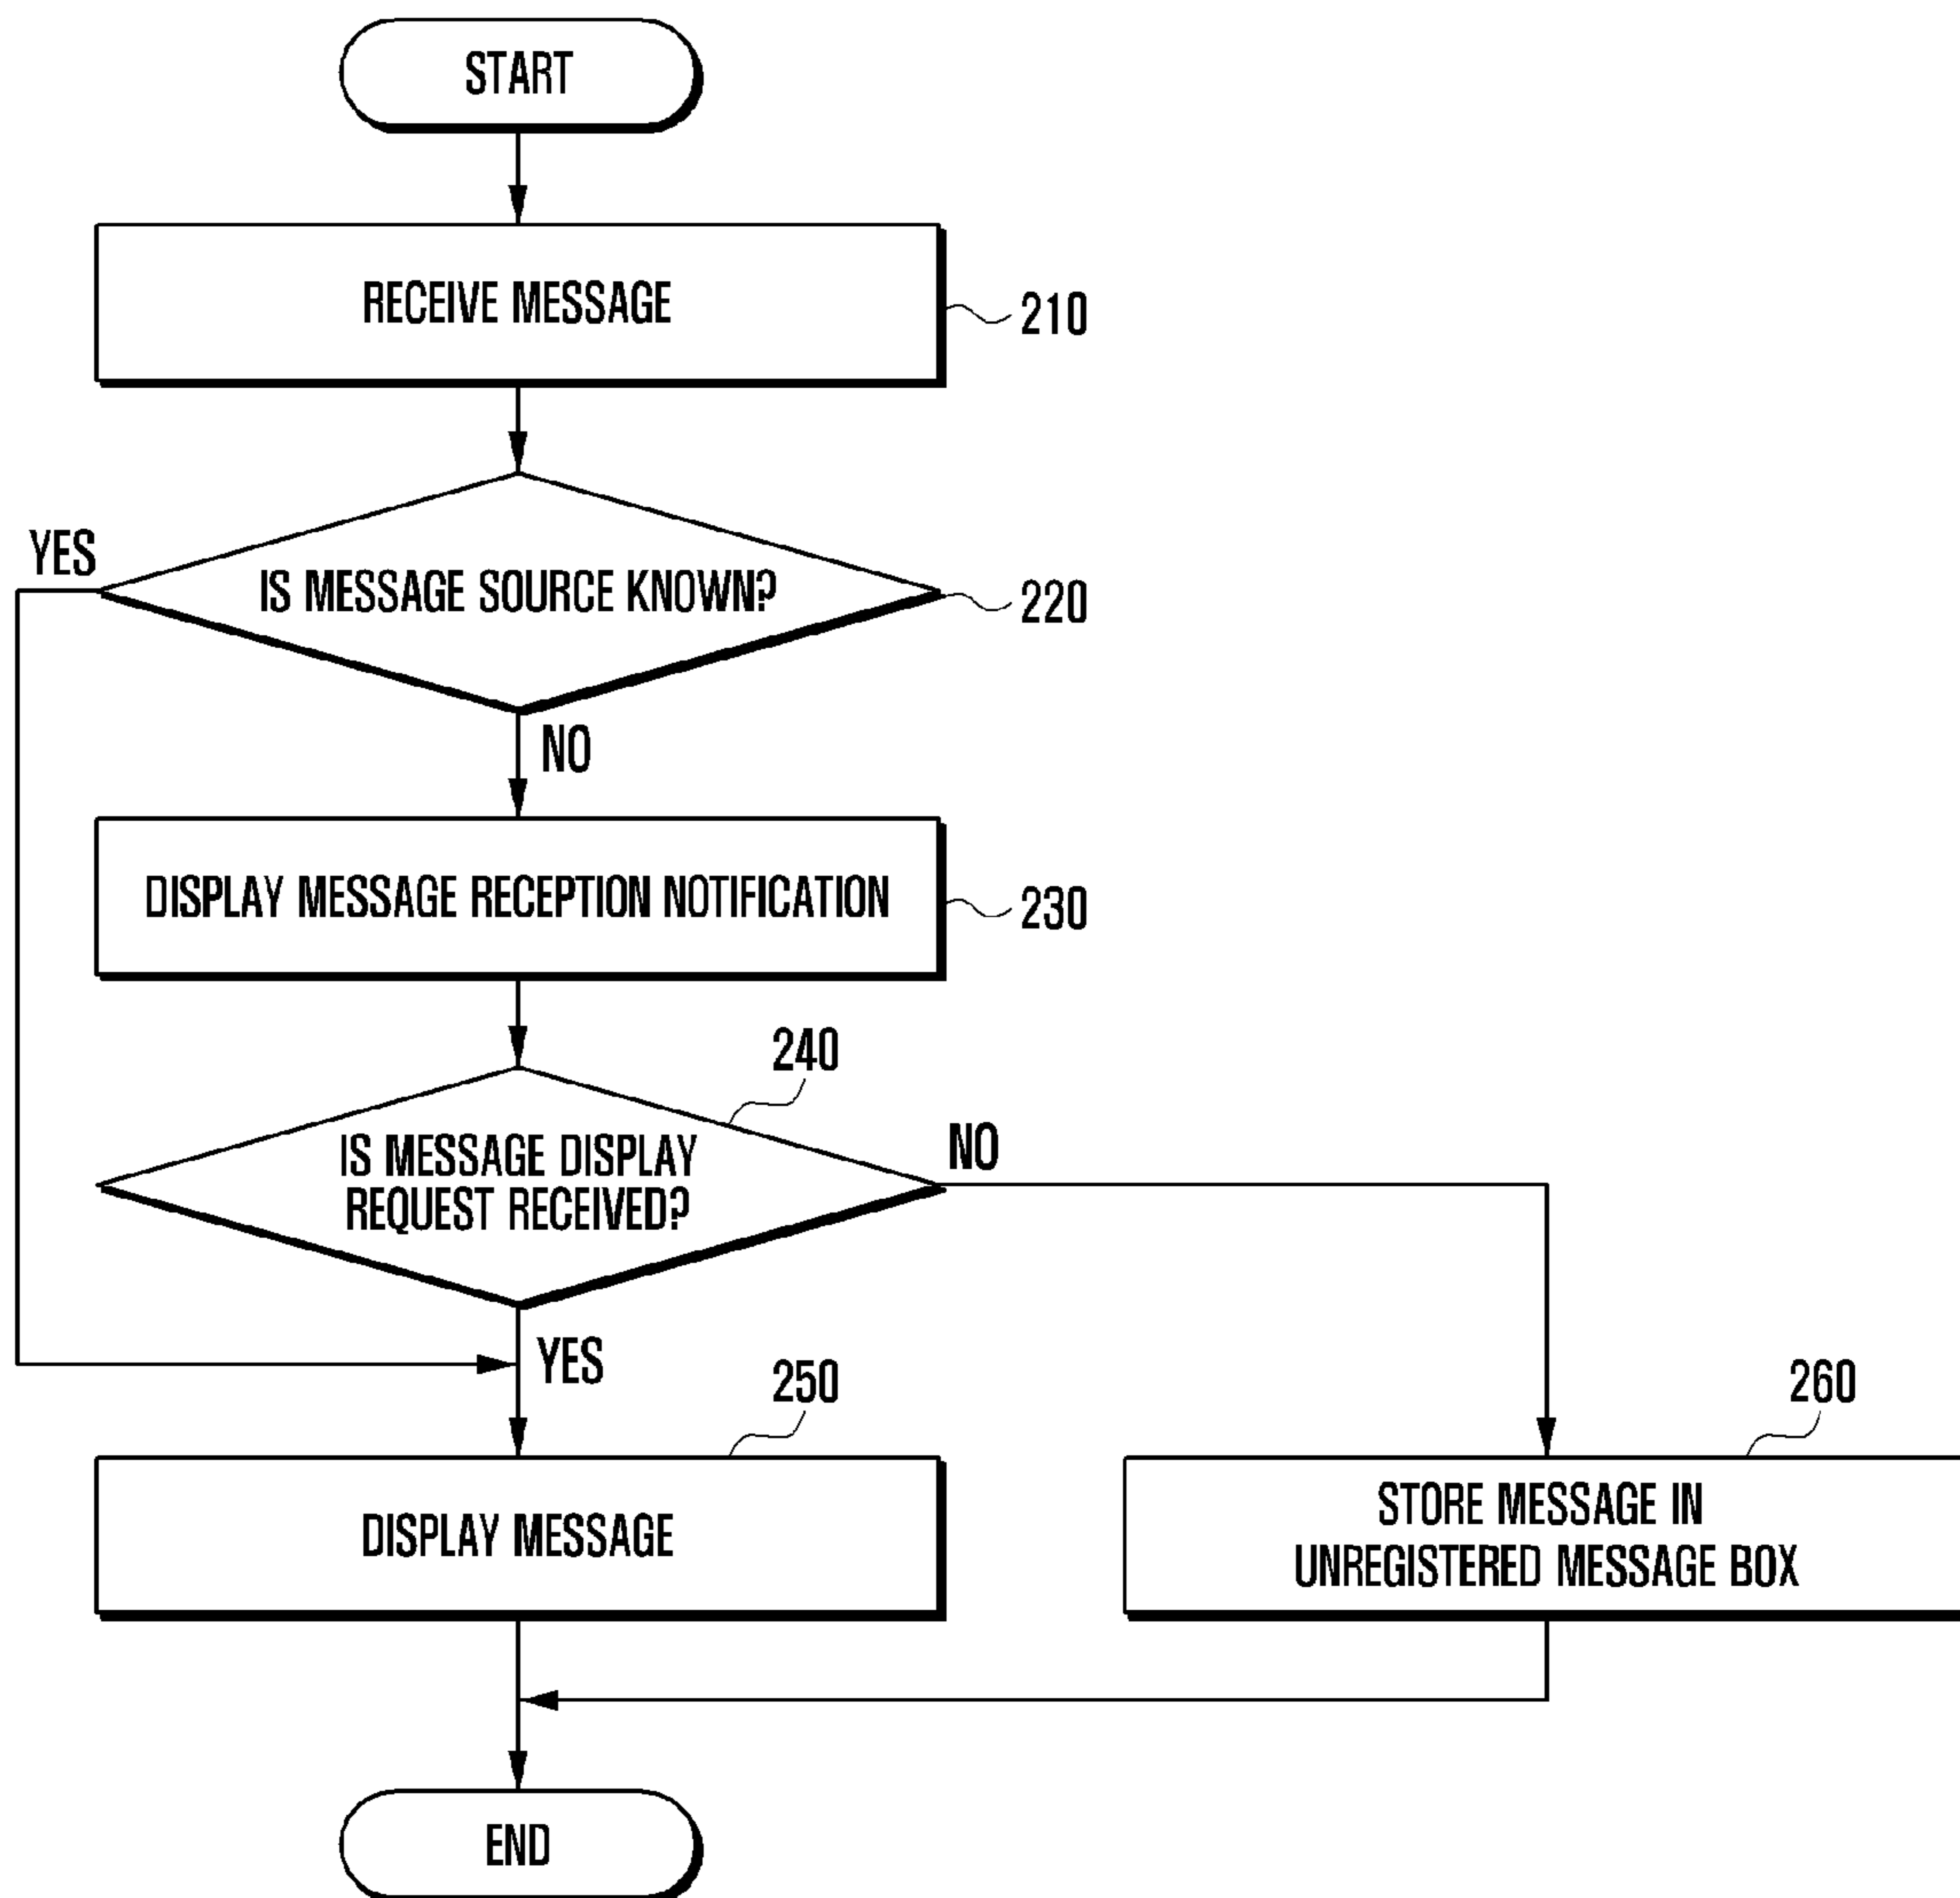 START
RECEIVE MESSAGE
210
YES
IS MESSAGE SOURCE KNOWN?
220
NO
DISPLAY MESSAGE RECEPTION NOTIFICATION
230
240
IS MESSAGE DISPLAY
REQUEST RECEIVED?
NO
YES
250
260
DISPLAY MESSAGE
STORE MESSAGE IN
UNREGISTERED MESSAGE BOX
END